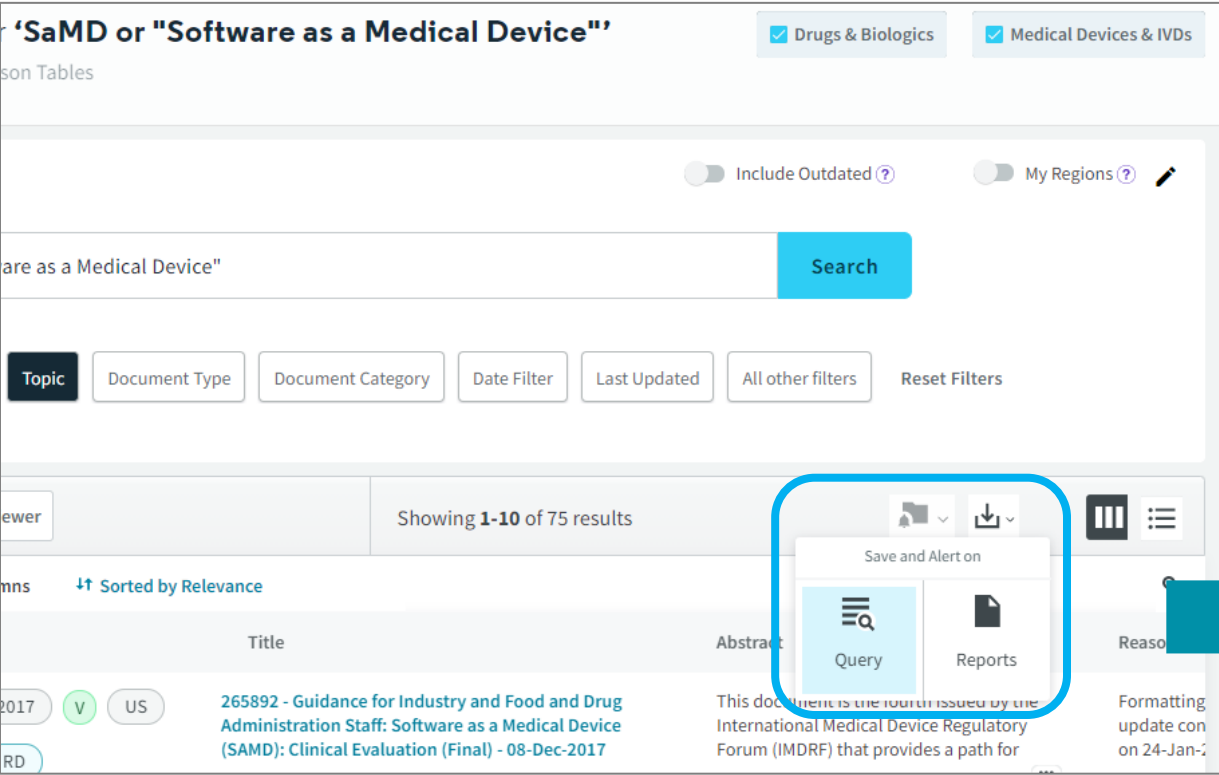 r ‘SaMD or "Software as a Medical Device"’
Drugs & Biologics
Medical Devices & IVDs
son Tables
Include Outdated ?
My Regions ?
are as a Medical Device"
Search
Topic
Document Type
Document Category
Date Filter
Last Updated
All other filters
Reset Filters
ewer
Showing 1-10 of 75 results
Save and Alert on
Query
Reports
mns
Sorted by Relevance
Title
Abstract
Reaso
2017
V
US
RD
265892 - Guidance for Industry and Food and Drug
Administration Staff: Software as a Medical Device
(SAMD): Clinical Evaluation (Final) - 08-Dec-2017
This document is the fourth issued by the
International Medical Device Regulatory
Forum (IMDRF) that provides a path for
Formatting
update con
on 24-Jan-2